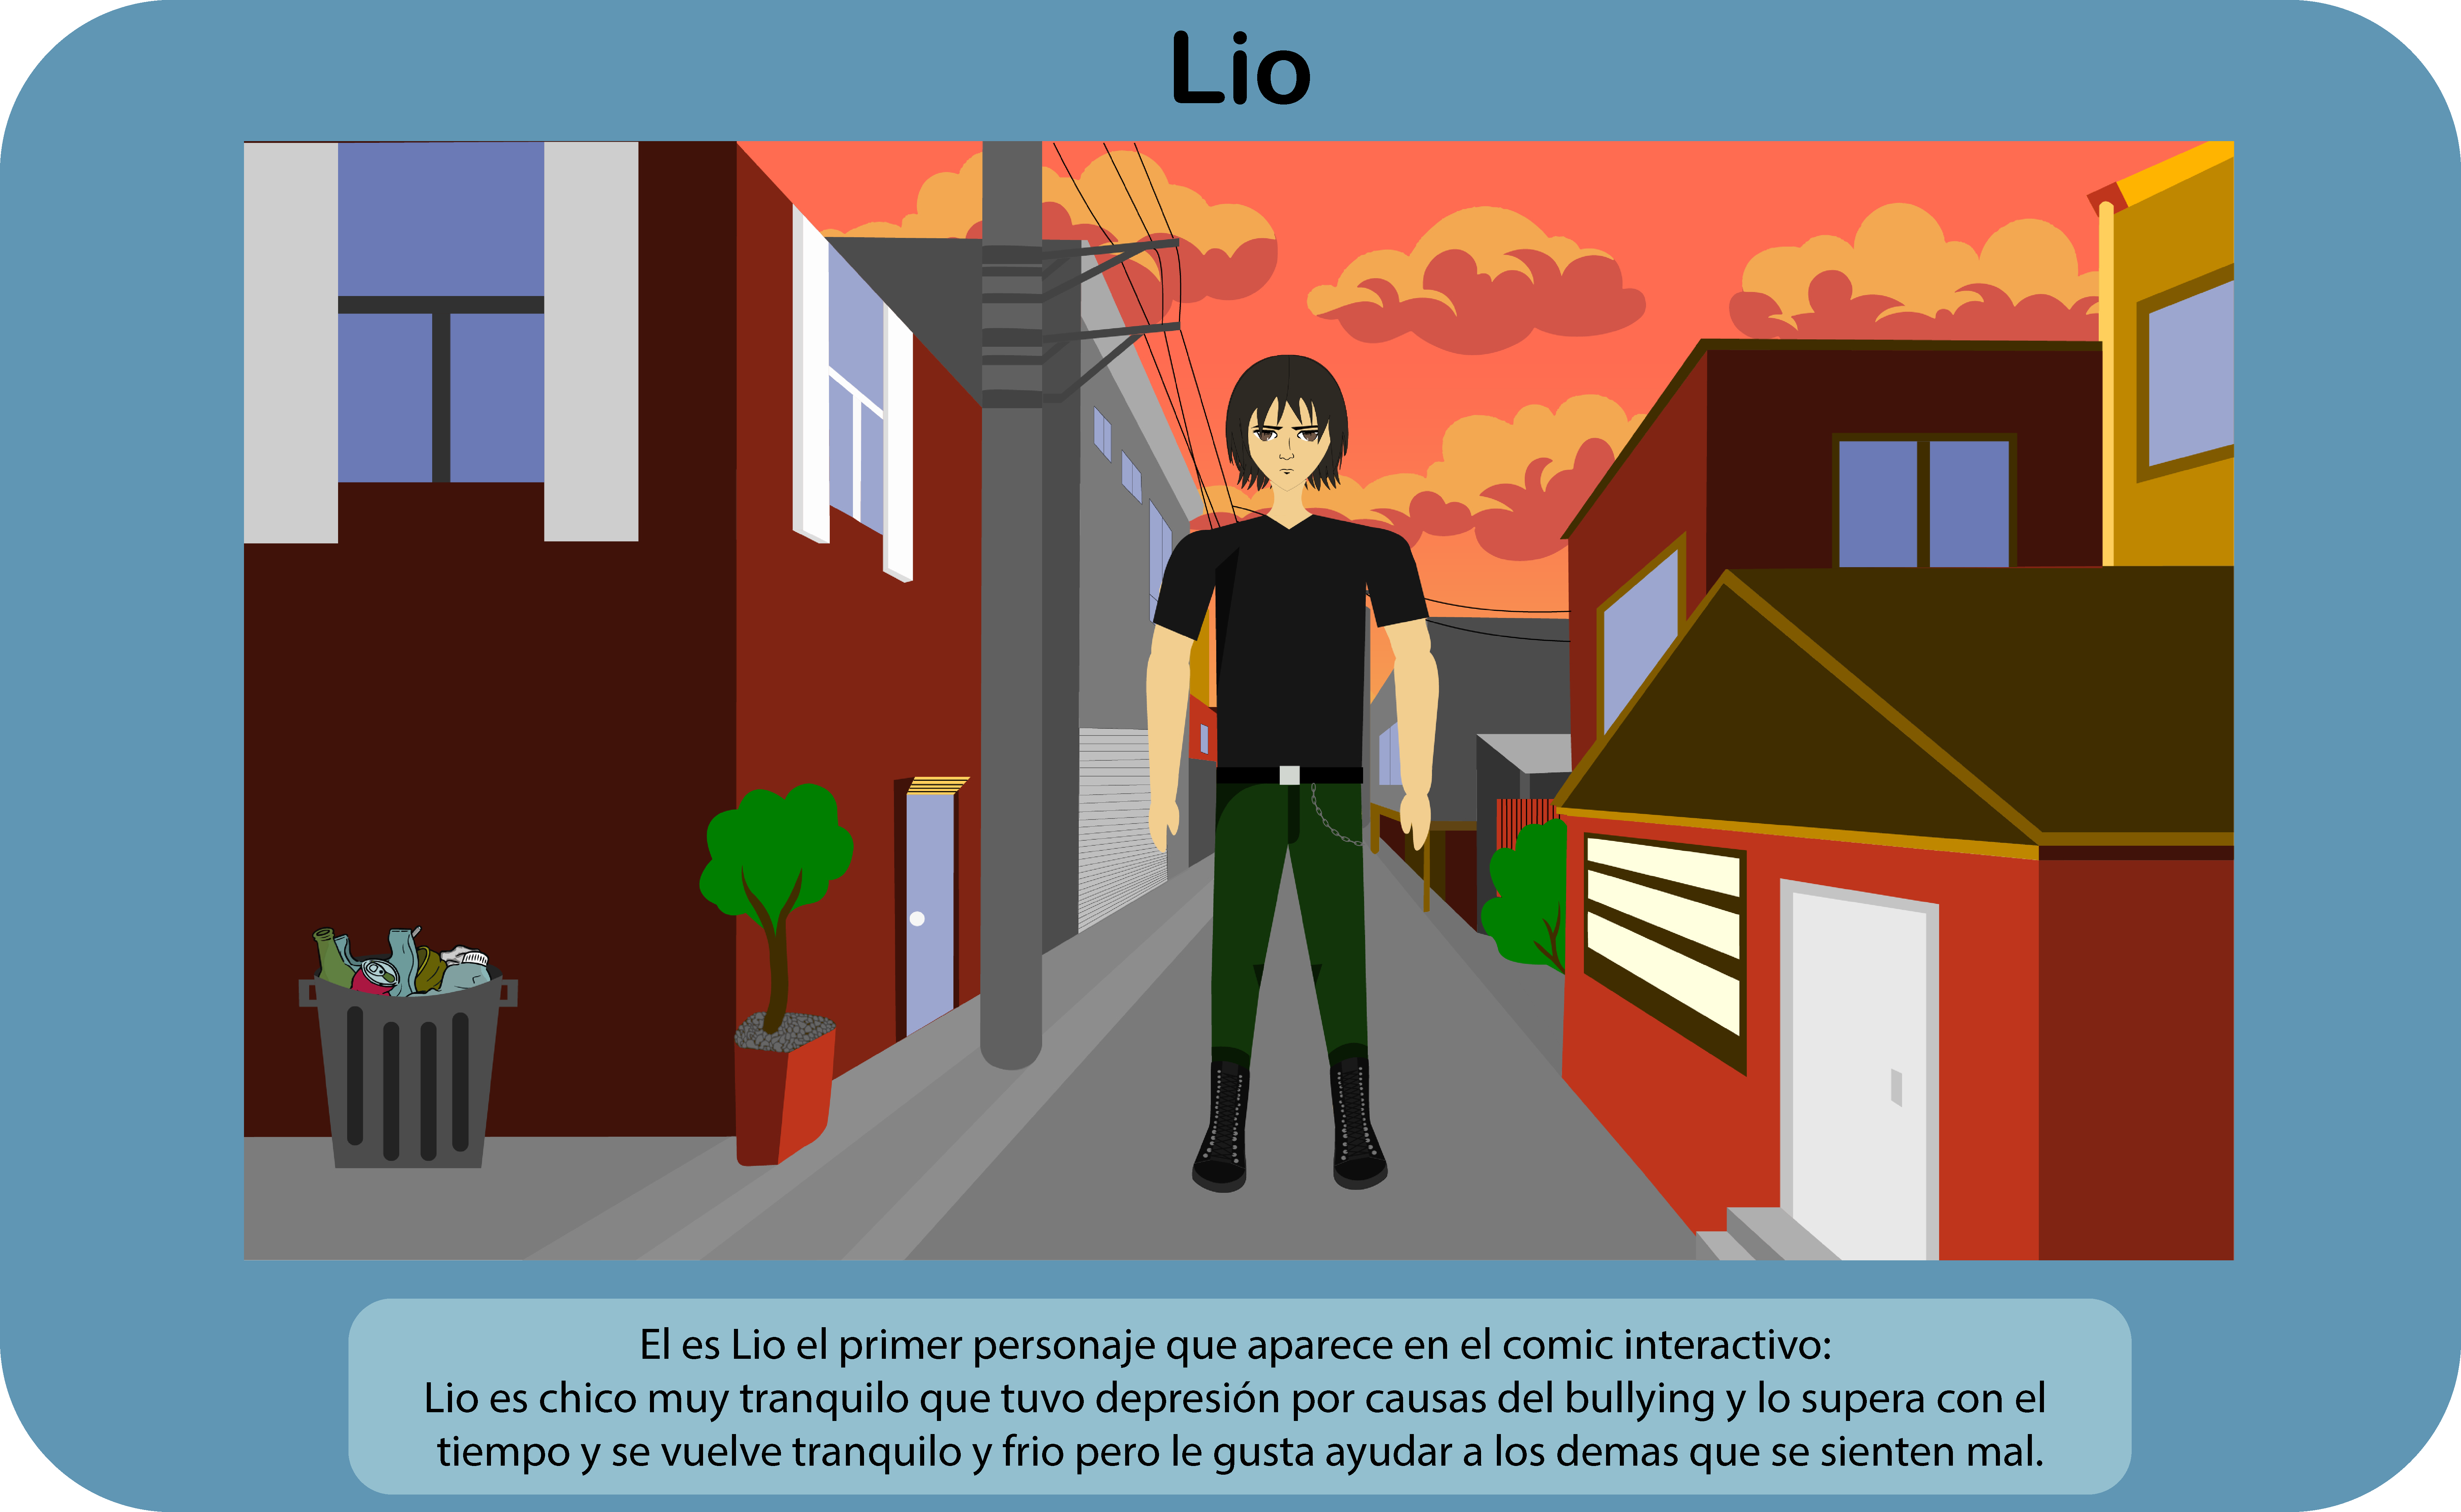 Lio
El es Lio el primer personaje que aparece en el comic interactivo:
Lio es chico muy tranquilo que tuvo depresión por causas del bullying y lo supera con el
tiempo y se vuelve tranquilo y frio pero le gusta ayudar a los demas que se sienten mal.